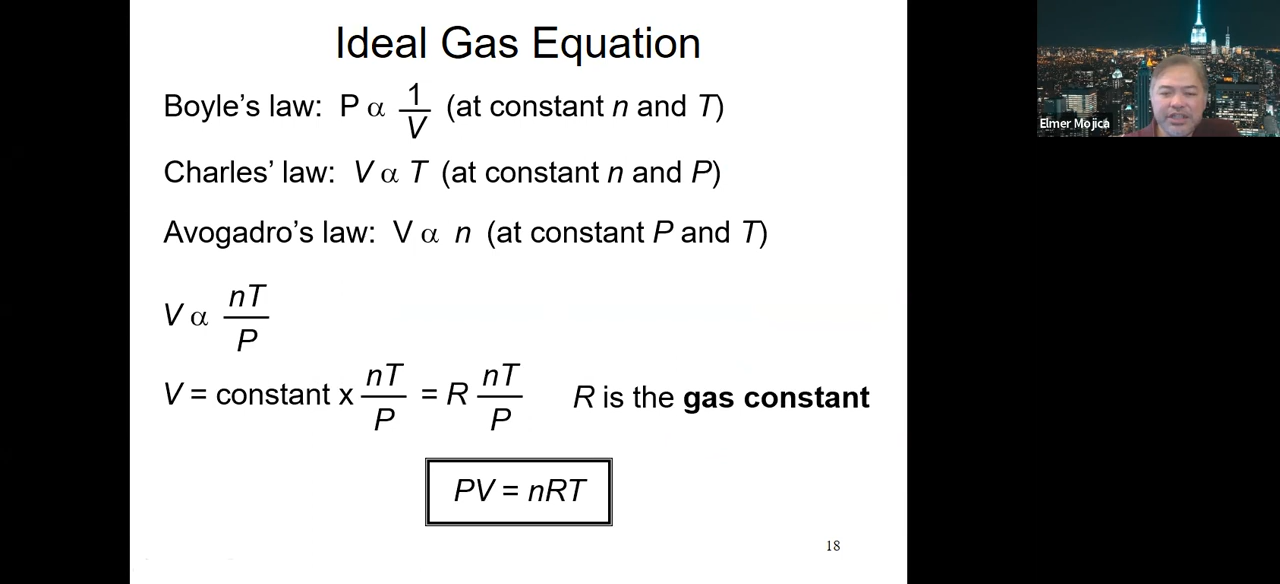 Ideal Gas Equation
Boyle’s law: P α 1/V (at constant n and T)
Charles’ law: V α T (at constant n and P)
Avogadro’s law: V α n (at constant P and T)
V α nT/P
V = constant x nT/P = R nT/P R is the gas constant
PV = nRT
18
Elmer Mojica